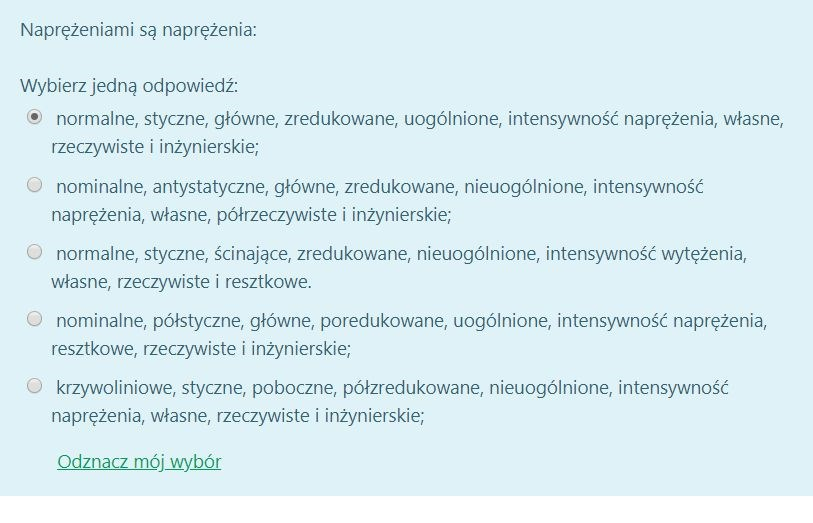 Naprężeniami są naprężenia:
Wybierz jedną odpowiedź:
normalne, styczne, główne, zredukowane, uogólnione, intensywność naprężenia, własne,
rzeczywiste i inżynierskie;
nominalne, antystatyczne, główne, zredukowane, nieuogólnione, intensywność
naprężenia, własne, półrzeczywiste i inżynierskie;
normalne, styczne, ścinające, zredukowane, nieuogólnione, intensywność wytężenia,
własne, rzeczywiste i resztkowe.
nominalne, półstyczne, główne, poredukowane, uogólnione, intensywność naprężenia,
resztkowe, rzeczywiste i inżynierskie;
krzywoliniowe, styczne, poboczne, półzredukowane, nieuogólnione, intensywność
naprężenia, własne, rzeczywiste i inżynierskie;
Odznacz mój wybór